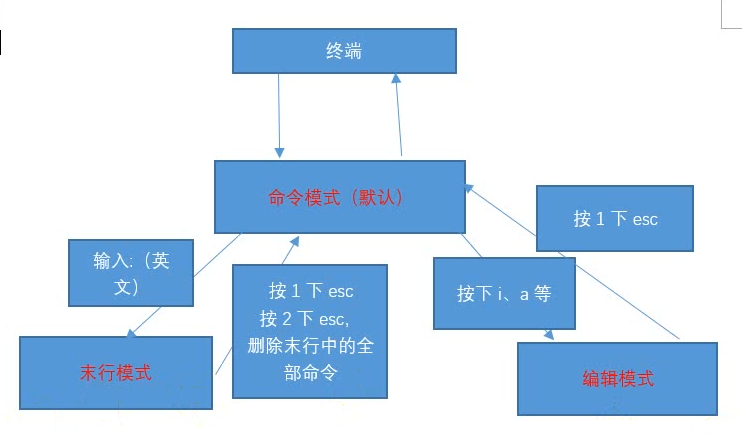 终端
命令模式（默认）
按 1 下 esc
输入:（英
文）
按 1 下 esc
按 2 下 esc,
删除末行中的全
部命令
按下 i、a 等
末行模式
编辑模式